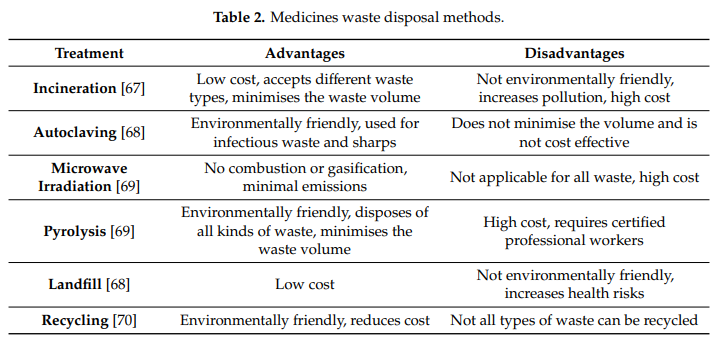 Table 2. Medicines waste disposal methods.
Treatment Advantages Disadvantages
Incineration [67]
Low cost, accepts different waste
types, minimises the waste volume
Not environmentally friendly,
increases pollution, high cost
Autoclaving [68]
Environmentally friendly, used for
infectious waste and sharps
Does not minimise the volume and is
not cost effective
Microwave
Irradiation [69]
No combustion or gasification,
minimal emissions
Not applicable for all waste, high cost
Pyrolysis [69]
Environmentally friendly, disposes of
all kinds of waste, minimises the
waste volume
High cost, requires certified
professional workers
Landfill [68]
Low cost
Not environmentally friendly,
increases health risks
Recycling [70]
Environmentally friendly, reduces cost
Not all types of waste can be recycled